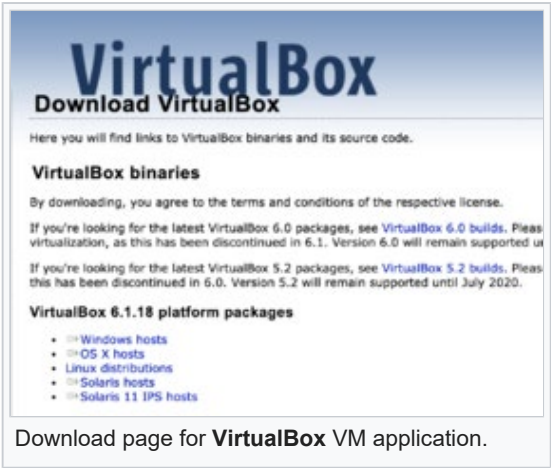 VirtualBox
Download VirtualBox
Here you will find links to VirtualBox binaries and its source code.
VirtualBox binaries
By downloading, you agree to the terms and conditions of the respective license.
If you're looking for the latest VirtualBox 6.0 packages, see VirtualBox 6.0 builds. Pleas
virtualization, as this has been discontinued in 6.1. Version 6.0 will remain supported u
If you're looking for the latest VirtualBox 5.2 packages, see VirtualBox 5.2 builds. Pleas
this has been discontinued in 6.0. Version 5.2 will remain supported until July 2020.
VirtualBox 6.1.18 platform packages
• Windows hosts
• OS X hosts
• Linux distributions
• Solaris hosts
• Solaris 11 IPS hosts
Download page for VirtualBox VM application.